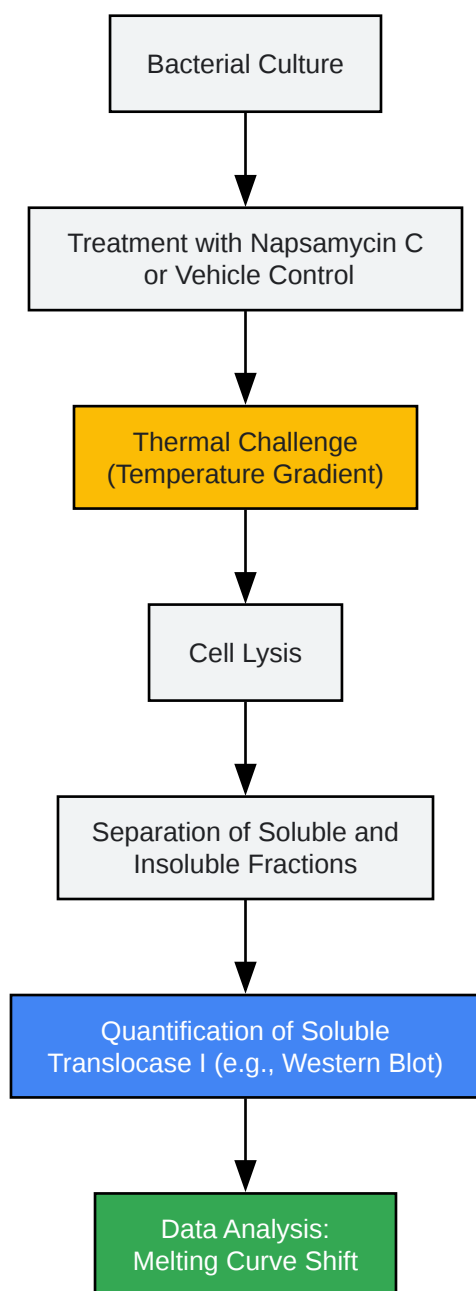 Bacterial Culture
Treatment with Napsamycin C
or Vehicle Control
Thermal Challenge
(Temperature Gradient)
Cell Lysis
Separation of Soluble and
Insoluble Fractions
Quantification of Soluble
Translocase I (e.g., Western Blot)
Data Analysis:
Melting Curve Shift